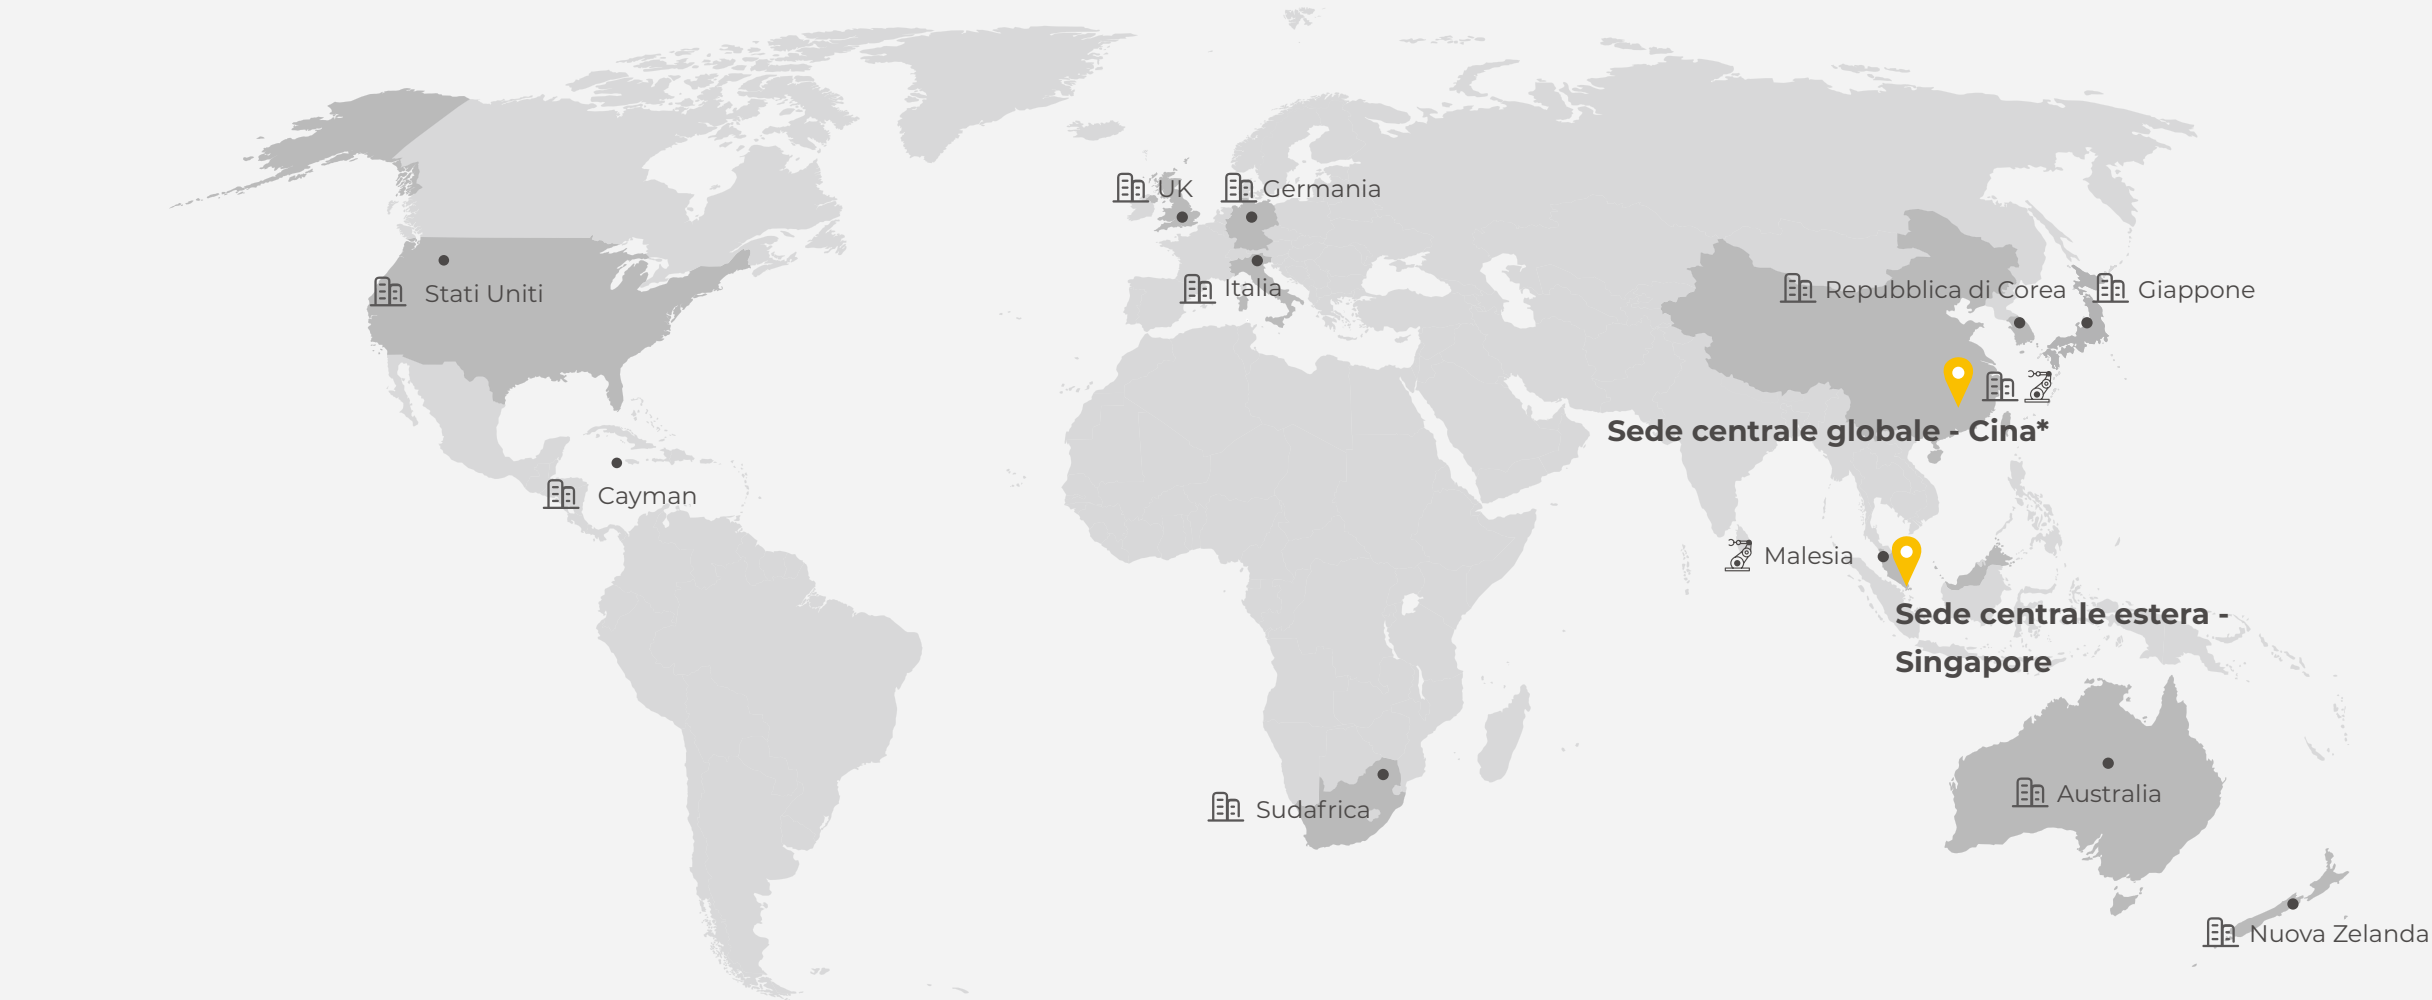 UK
Germania
Stati Uniti
Italia
Repubblica di Corea
Giappone
Sede centrale globale - Cina*
Cayman
Malesia
Sede centrale estera -
Singapore
Sudafrica
Australia
Nuova Zelanda